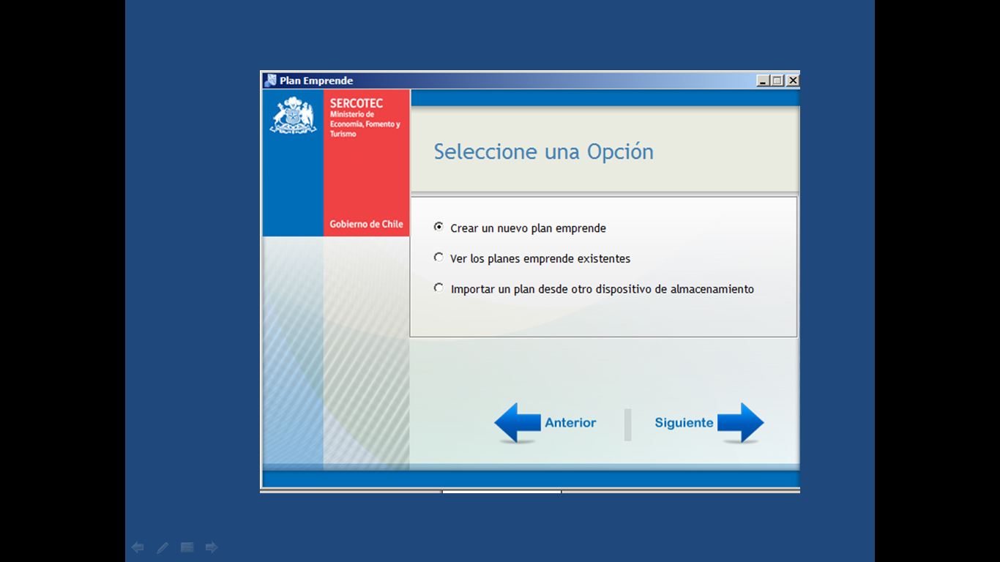 Plan Emprende
SERCOTEC
Ministerio de
Economía, Fomento y
Turismo
Gobierno de Chile
Seleccione una Opción
Crear un nuevo plan emprende
Ver los planes emprende existentes
Importar un plan desde otro dispositivo de almacenamiento
Anterior
Siguiente